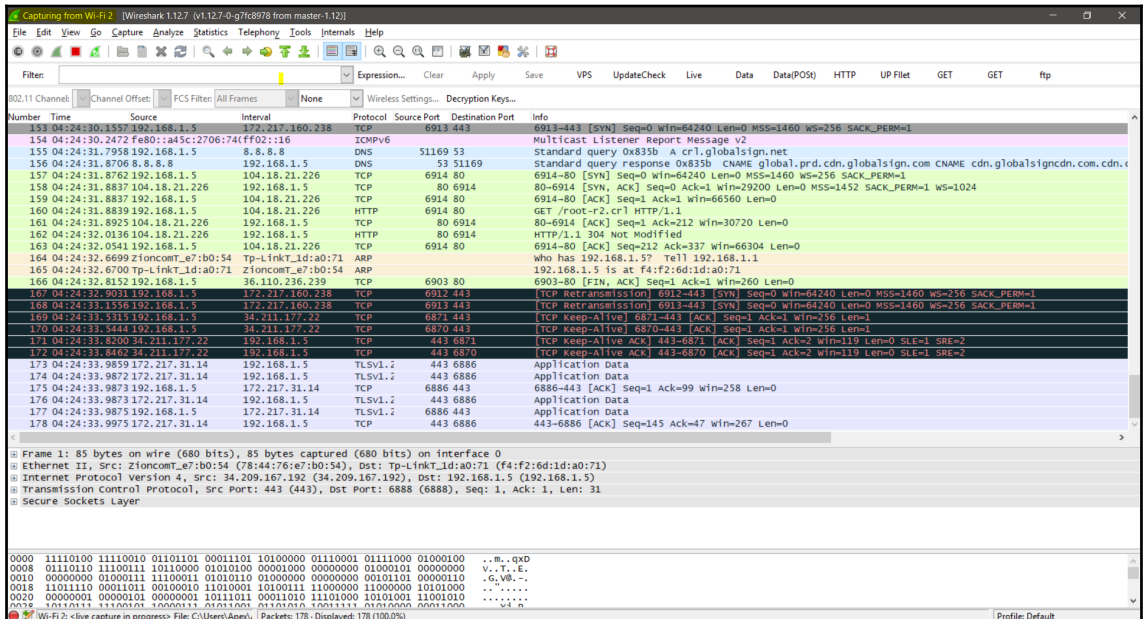 Capturing from Wi-Fi 2 [Wireshark 1.12.7 (v1.12.7-0-g7fc8978 from master-1.12)]
File Edit View Go Capture Analyze Statistics Telephony Tools Internals Help
Filter: Expression... Clear Apply Save VPS UpdateCheck Live Data Data(POSt) HTTP UP FIlet GET GET ftp
802.11 Channel: Channel Offset: FCS Filter: All Frames None Wireless Settings... Decryption Keys...
Number Time Source Interval Protocol Source Port Destination Port Info
153 04:24:30.1557 192.168.1.5 172.217.160.238 TCP 6913 443 6913→443 [SYN] Seq=0 Win=64240 Len=0 MSS=1460 WS=256 SACK_PERM=1
154 04:24:30.2472 fe80::a45c:2706:74( ff02::16 ICMPv6 Multicast Listener Report Message v2
155 04:24:31.7958 192.168.1.5 8.8.8.8 DNS 51169 53 Standard query 0x835b A crl.globalsign.net
156 04:24:31.8706 8.8.8.8 192.168.1.5 DNS 53 51169 Standard query response 0x835b CNAME global.prd.cdn.globalsign.com CNAME cdn.globalsigncdn.com.cdn.c
157 04:24:31.8762 192.168.1.5 104.18.21.226 TCP 6914 80 6914→80 [SYN] Seq=0 Win=64240 Len=0 MSS=1460 WS=256 SACK_PERM=1
158 04:24:31.8837 104.18.21.226 192.168.1.5 TCP 80 6914 80→6914 [SYN, ACK] Seq=0 Ack=1 Win=29200 Len=0 MSS=1452 SACK_PERM=1 WS=1024
159 04:24:31.8837 192.168.1.5 104.18.21.226 TCP 6914 80 6914→80 [ACK] Seq=1 Ack=1 Win=66560 Len=0
160 04:24:31.8839 192.168.1.5 104.18.21.226 HTTP 6914 80 GET /root-r2.crl HTTP/1.1
161 04:24:31.8925 104.18.21.226 192.168.1.5 TCP 80 6914 80→6914 [ACK] Seq=1 Ack=212 Win=30720 Len=0
162 04:24:32.0136 104.18.21.226 192.168.1.5 HTTP 80 6914 HTTP/1.1 304 Not Modified
163 04:24:32.0541 192.168.1.5 104.18.21.226 TCP 6914 80 6914→80 [ACK] Seq=212 Ack=337 Win=66304 Len=0
164 04:24:32.6699 ZioncomT_e7:b0:54 Tp-LinkT_1d:a0:71 ARP Who has 192.168.1.5? Tell 192.168.1.1
165 04:24:32.6700 Tp-LinkT_1d:a0:71 ZioncomT_e7:b0:54 ARP 192.168.1.5 is at f4:f2:6d:1d:a0:71
166 04:24:32.8152 192.168.1.5 36.110.236.239 TCP 6903 80 6903→80 [FIN, ACK] Seq=1 Ack=1 Win=260 Len=0
167 04:24:32.9031 192.168.1.5 172.217.160.238 TCP 6912 443 [TCP Retransmission] 6912→443 [SYN] Seq=0 Win=64240 Len=0 MSS=1460 WS=256 SACK_PERM=1
168 04:24:33.1556 192.168.1.5 172.217.160.238 TCP 6913 443 [TCP Retransmission] 6913→443 [SYN] Seq=0 Win=64240 Len=0 MSS=1460 WS=256 SACK_PERM=1
169 04:24:33.5315 192.168.1.5 34.211.177.22 TCP 6871 443 [TCP Keep-Alive] 6871→443 [ACK] Seq=1 Ack=1 Win=256 Len=1
170 04:24:33.5444 192.168.1.5 34.211.177.22 TCP 6870 443 [TCP Keep-Alive] 6870→443 [ACK] Seq=1 Ack=1 Win=256 Len=1
171 04:24:33.8200 34.211.177.22 192.168.1.5 TCP 443 6871 [TCP Keep-Alive ACK] 443→6871 [ACK] Seq=1 Ack=2 Win=119 Len=0 SLE=1 SRE=2
172 04:24:33.8462 34.211.177.22 192.168.1.5 TCP 443 6870 [TCP Keep-Alive ACK] 443→6870 [ACK] Seq=1 Ack=2 Win=119 Len=0 SLE=1 SRE=2
173 04:24:33.9859 172.217.31.14 192.168.1.5 TLSv1.2 443 6886 Application Data
174 04:24:33.9872 172.217.31.14 192.168.1.5 TLSv1.2 443 6886 Application Data
175 04:24:33.9873 192.168.1.5 172.217.31.14 TCP 6886 443 6886→443 [ACK] Seq=1 Ack=99 Win=258 Len=0
176 04:24:33.9873 172.217.31.14 192.168.1.5 TLSv1.2 443 6886 Application Data
177 04:24:33.9875 192.168.1.5 172.217.31.14 TLSv1.2 6886 443 Application Data
178 04:24:33.9975 172.217.31.14 192.168.1.5 TCP 443 6886 443→6886 [ACK] Seq=145 Ack=47 Win=267 Len=0
Frame 1: 85 bytes on wire (680 bits), 85 bytes captured (680 bits) on interface 0
Ethernet II, Src: ZioncomT_e7:b0:54 (78:44:76:e7:b0:54), Dst: Tp-LinkT_1d:a0:71 (f4:f2:6d:1d:a0:71)
Internet Protocol Version 4, Src: 34.209.167.192 (34.209.167.192), Dst: 192.168.1.5 (192.168.1.5)
Transmission Control Protocol, Src Port: 443 (443), Dst Port: 6888 (6888), Seq: 1, Ack: 1, Len: 31
Secure Sockets Layer
0000 11110100 11110010 01101101 00011101 10100000 01110001 01111000 01000100 ..m..qxD
0008 01110110 11100111 10110000 01010100 00001000 00000000 01000101 00000000 v..T..E.
0010 00000000 01000111 11100011 01010110 01000000 00000000 00101101 00000110 .G.V@.-.
0018 11011110 00011011 00100010 11010001 10100111 11000000 11000000 10101000 ..".....
0020 00000001 00000101 00000001 10111011 00011010 11101000 10101001 11001010 ........
0028 10110111 11100101 10000111 01011001 01101010 10011111 01010000 00011000
Wi-Fi 2: <live capture in progress> File: C:\Users\Apex\. Packets: 178 · Displayed: 178 (100.0%) Profile: Default